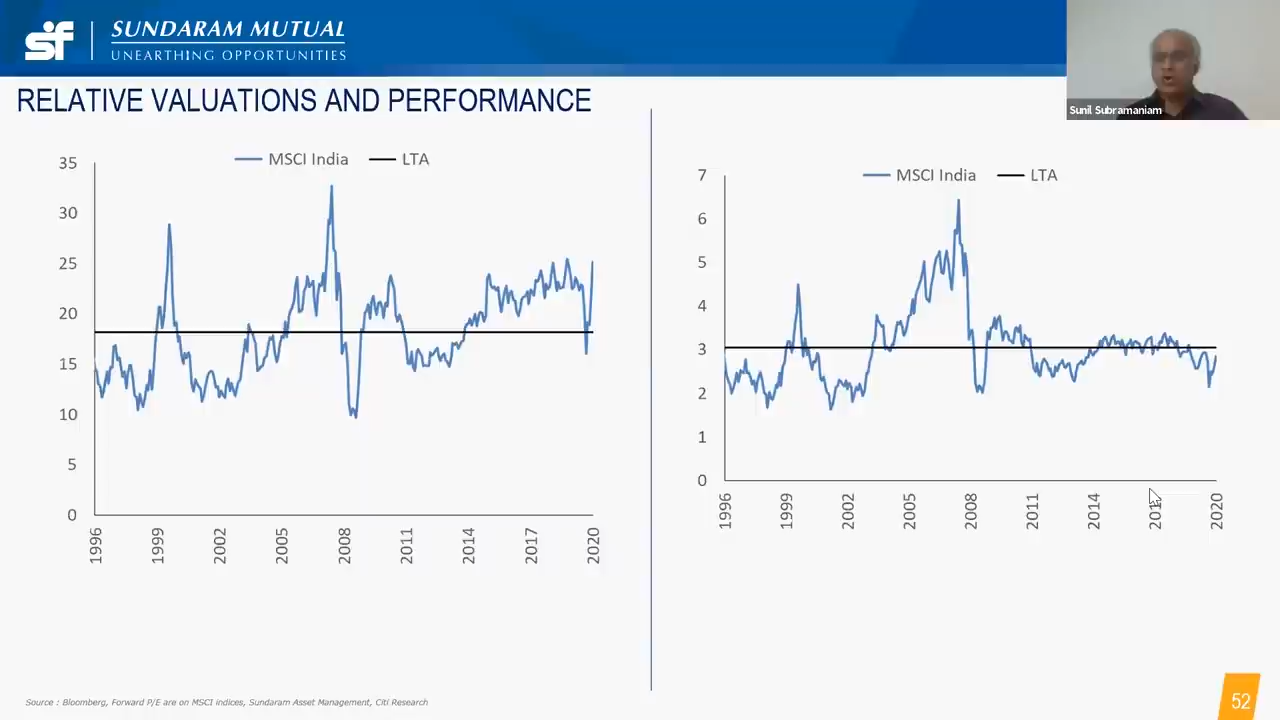 SUNDARAM MUTUAL
UNEARTHING OPPORTUNITIES
Sunil Subramaniam
RELATIVE VALUATIONS AND PERFORMANCE
MSCI India LTA
35
30
25
20
15
10
5
0
1996 1999 2002 2005 2008 2011 2014 2017 2020
MSCI India LTA
7
6
5
4
3
2
1
0
1996 1999 2002 2005 2008 2011 2014 2020
Source : Bloomberg, Forward P/E are on MSCI indices, Sundaram Asset Management, Citi Research
52